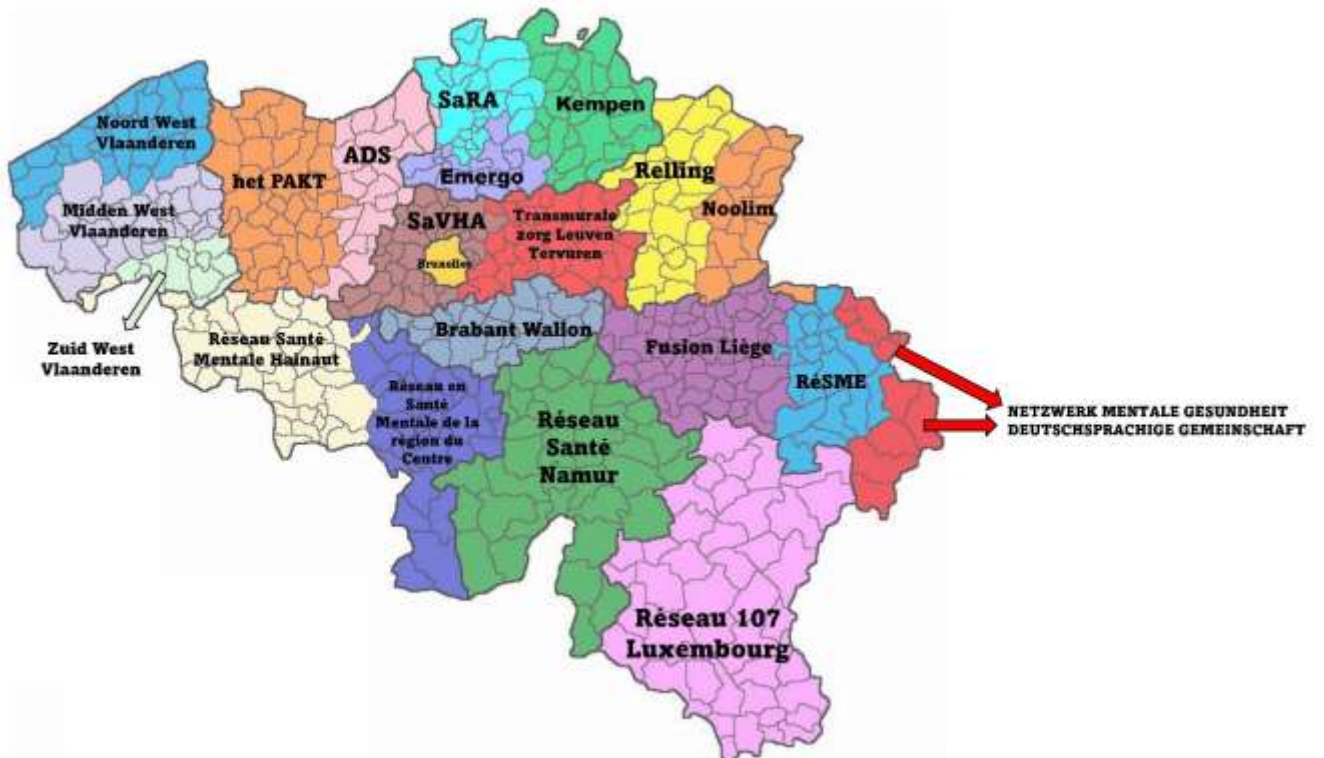 SaRA
Kempen
Noord West
Vlaanderen
ADS
het PAKT
Emergo
Relling
Noolim
Midden West
Vlaanderen
SaVHA
Transmurale
zorg Leuven
Tervuren
Bruxelles
Zuid West
Vlaanderen
Réseau Santé
Mentale Hainaut
Brabant Wallon
Fusion Liège
RéSME
Réseau en
Santé
Mentale de la
région du
Centre
Réseau
Santé
Namur
NETZWERK MENTALE GESUNDHEIT
DEUTSCHSPRACHIGE GEMEINSCHAFT
Réseau 107
Luxembourg